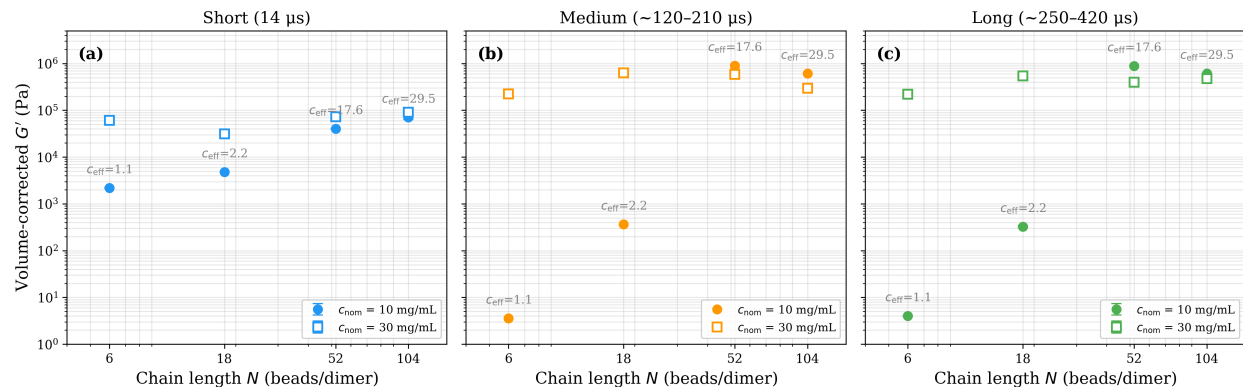 Short (14 μs)
(a)
10⁶
10⁵
10⁴
10³
10²
10¹
10⁰
Volume-corrected G′ (Pa)
c_eff=1.1
c_eff=2.2
c_eff=17.6
c_eff=29.5
c_nom = 10 mg/mL
c_nom = 30 mg/mL
6 18 52 104
Chain length N (beads/dimer)
Medium (~120–210 μs)
(b)
c_eff=1.1
c_eff=2.2
c_eff=17.6
c_eff=29.5
c_nom = 10 mg/mL
c_nom = 30 mg/mL
6 18 52 104
Chain length N (beads/dimer)
Long (~250–420 μs)
(c)
c_eff=1.1
c_eff=2.2
c_eff=17.6
c_eff=29.5
c_nom = 10 mg/mL
c_nom = 30 mg/mL
6 18 52 104
Chain length N (beads/dimer)